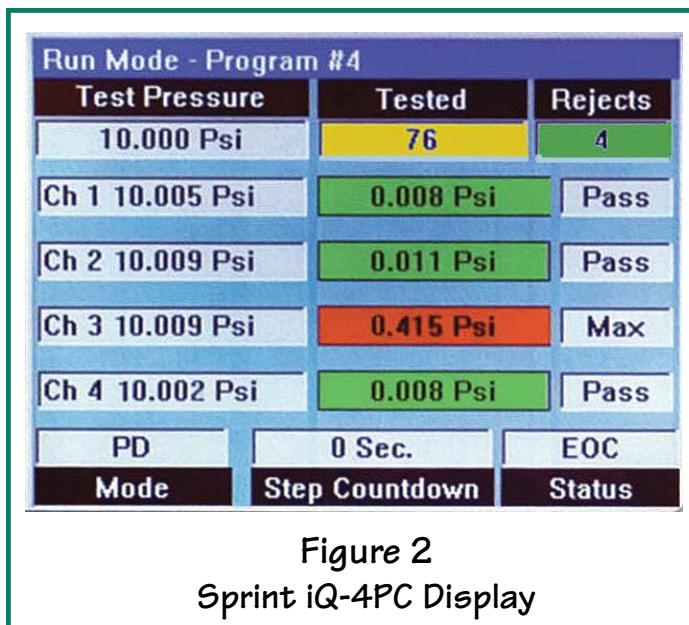 Run Mode - Program #4
Test Pressure Tested Rejects
10.000 Psi 76 4
Ch 1 10.005 Psi 0.008 Psi Pass
Ch 2 10.009 Psi 0.011 Psi Pass
Ch 3 10.009 Psi 0.415 Psi Max
Ch 4 10.002 Psi 0.008 Psi Pass
PD 0 Sec. EOC
Mode Step Countdown Status
Figure 2
Sprint iQ-4PC Display